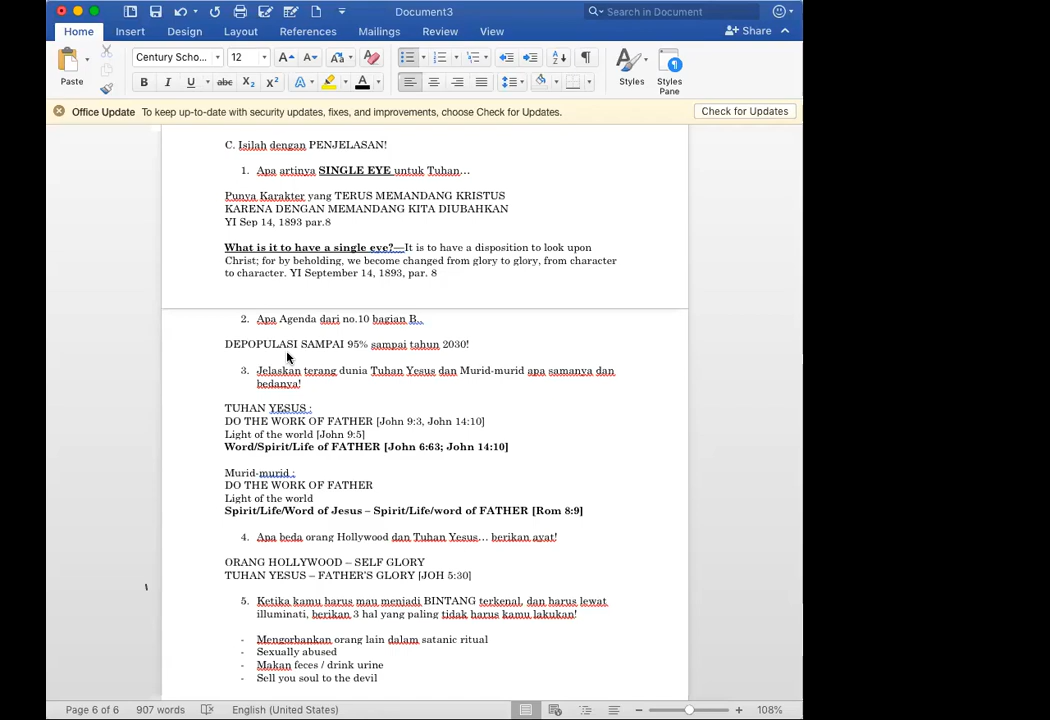 Document3
Search in Document
Home Insert Design Layout References Mailings Review View
Share
Paste
Century Scho...
12
Styles
Styles Pane
Office Update To keep up-to-date with security updates, fixes, and improvements, choose Check for Updates.
Check for Updates
C. Isilah dengan PENJELASAN!
1. Apa artinya SINGLE EYE untuk Tuhan…
Punya Karakter yang TERUS MEMANDANG KRISTUS
KARENA DENGAN MEMANDANG KITA DIUBAHKAN
YI Sep 14, 1893 par.8
What is it to have a single eye?—It is to have a disposition to look upon
Christ; for by beholding, we become changed from glory to glory, from character
to character. YI September 14, 1893, par. 8
2. Apa Agenda dari no.10 bagian B..
DEPOPULASI SAMPAI 95% sampai tahun 2030!
3. Jelaskan terang dunia Tuhan Yesus dan Murid-murid apa samanya dan
bedanya!
TUHAN YESUS :
DO THE WORK OF FATHER [John 9:3, John 14:10]
Light of the world [John 9:5]
Word/Spirit/Life of FATHER [John 6:63; John 14:10]
Murid-murid :
DO THE WORK OF FATHER
Light of the world
Spirit/Life/Word of Jesus – Spirit/Life/word of FATHER [Rom 8:9]
4. Apa beda orang Hollywood dan Tuhan Yesus… berikan ayat!
ORANG HOLLYWOOD – SELF GLORY
TUHAN YESUS – FATHER'S GLORY [JOH 5:30]
5. Ketika kamu harus mau menjadi BINTANG terkenal, dan harus lewat
illuminati, berikan 3 hal yang paling tidak harus kamu lakukan!
- Mengorbankan orang lain dalam satanic ritual
- Sexually abused
- Makan feces / drink urine
- Sell you soul to the devil
Page 6 of 6 907 words English (United States) 108%